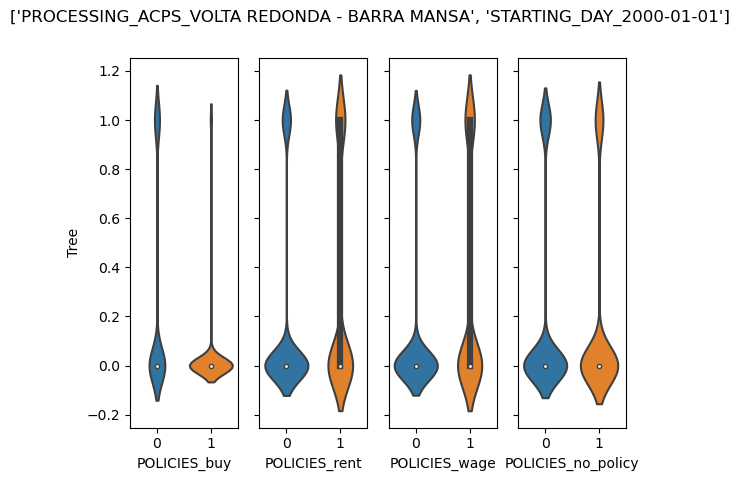 ['PROCESSING_ACPS_VOLTA REDONDA - BARRA MANSA', 'STARTING_DAY_2000-01-01']
1.2
1.0
0.8
0.6
0.4
0.2
0.0
−0.2
Tree
0 1 0 1 0 1 0 1
POLICIES_buy POLICIES_rent POLICIES_wage POLICIES_no_policy